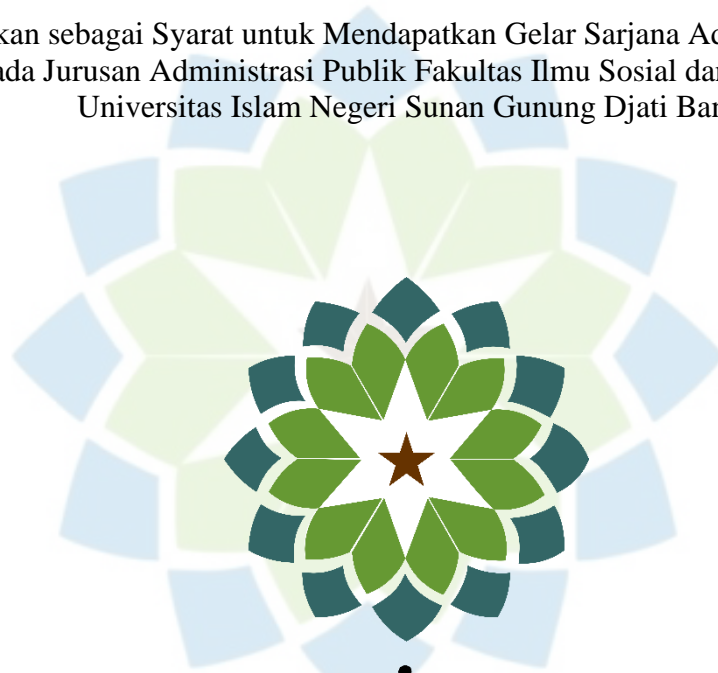 kan sebagai Syarat untuk Mendapatkan Gelar Sarjana Ad
ada Jurusan Administrasi Publik Fakultas Ilmu Sosial dan
Universitas Islam Negeri Sunan Gunung Djati Ban